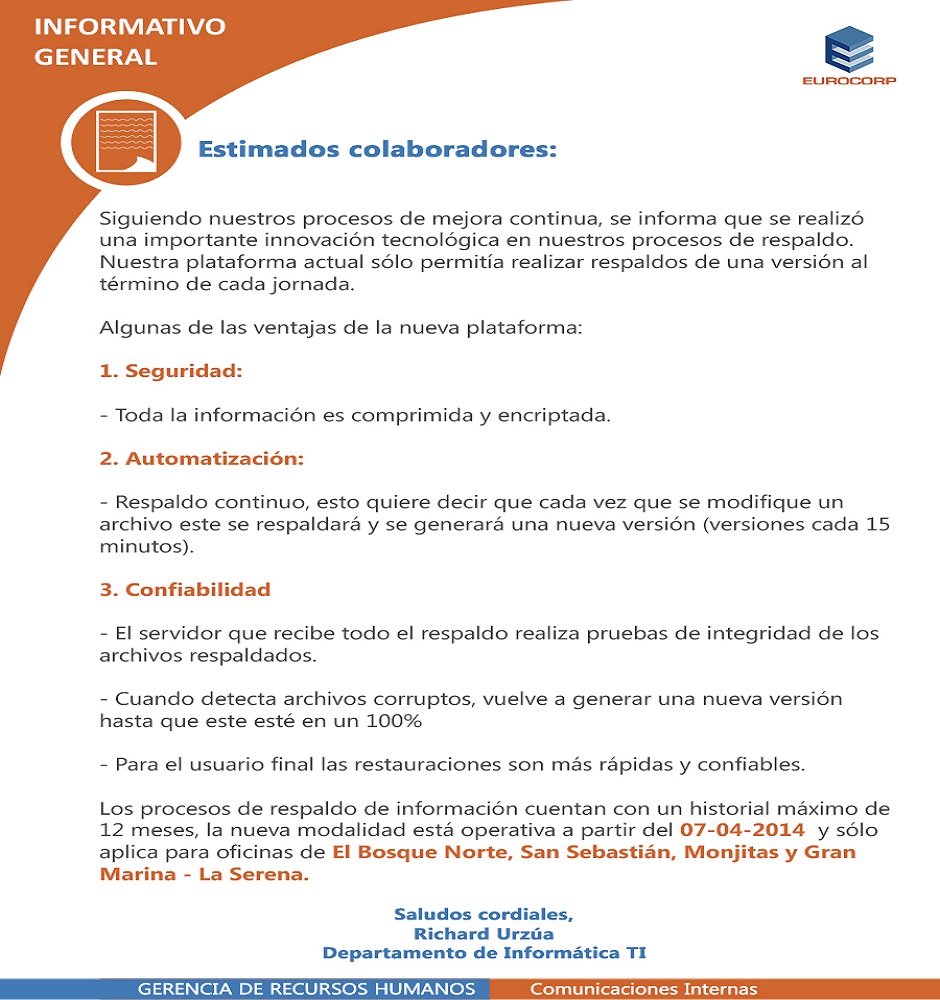 INFORMATIVO
GENERAL
EUROCORP
Estimados colaboradores:
Siguiendo nuestros procesos de mejora continua, se informa que se realizó
una importante innovación tecnológica en nuestros procesos de respaldo.
Nuestra plataforma actual sólo permitía realizar respaldos de una versión al
término de cada jornada.
Algunas de las ventajas de la nueva plataforma:
1. Seguridad:
- Toda la información es comprimida y encriptada.
2. Automatización:
- Respaldo continuo, esto quiere decir que cada vez que se modifique un
archivo este se respaldará y se generará una nueva versión (versiones cada 15
minutos).
3. Confiabilidad
- El servidor que recibe todo el respaldo realiza pruebas de integridad de los
archivos respaldados.
- Cuando detecta archivos corruptos, vuelve a generar una nueva versión
hasta que este esté en un 100%
- Para el usuario final las restauraciones son más rápidas y confiables.
Los procesos de respaldo de información cuentan con un historial máximo de
12 meses, la nueva modalidad está operativa a partir del 07-04-2014 y sólo
aplica para oficinas de El Bosque Norte, San Sebastián, Monjitas y Gran
Marina - La Serena.
Saludos cordiales,
Richard Urzúa
Departamento de Informática TI
GERENCIA DE RECURSOS HUMANOS Comunicaciones Internas